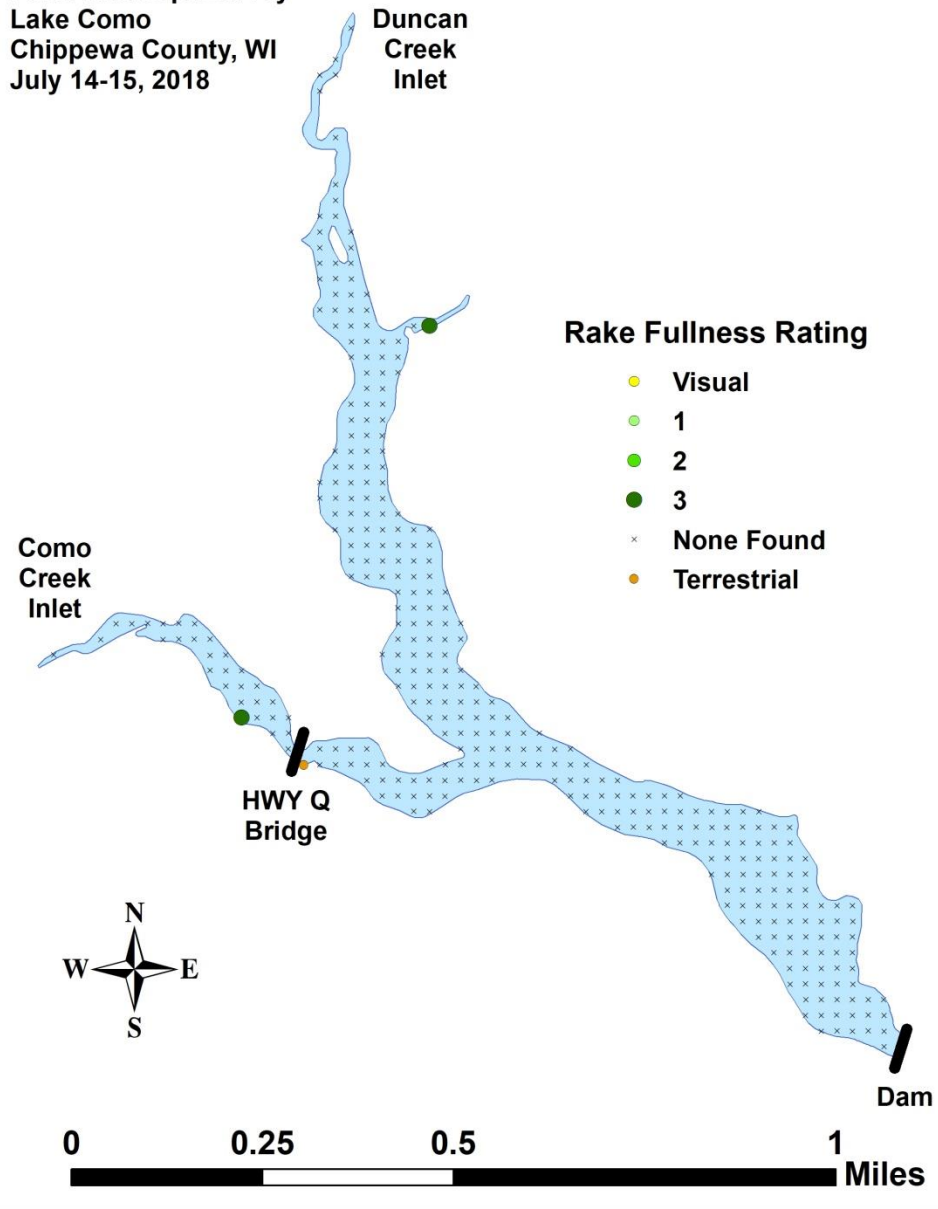 Lake Como
Chippewa County, WI
July 14-15, 2018
Duncan
Creek
Inlet
Rake Fullness Rating
Visual
1
2
3
None Found
Terrestrial
Como
Creek
Inlet
HWY Q
Bridge
N
W
E
S
Dam
0
0.25
0.5
1
Miles